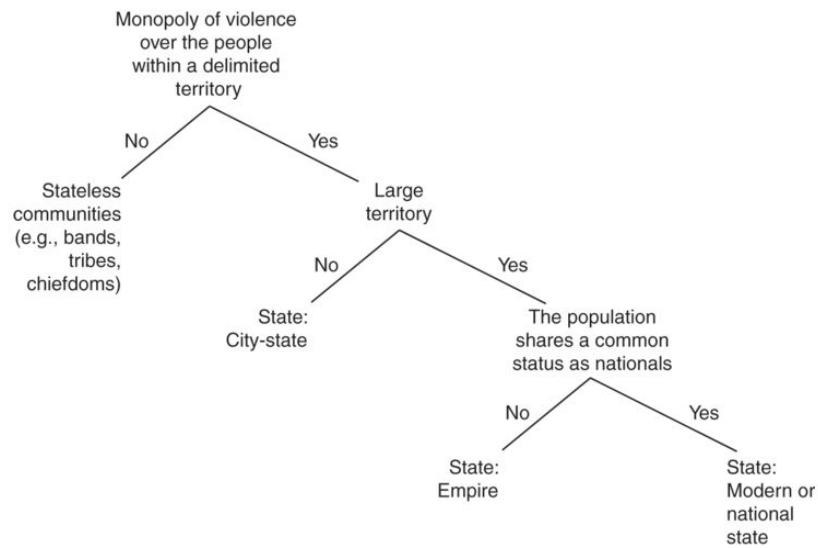 Monopoly of violence
over the people
within a delimited
territory
No
Yes
Stateless
communities
(e.g., bands,
tribes,
chiefdoms)
Large
territory
No
Yes
State:
City-state
The population
shares a common
status as nationals
No
Yes
State:
Empire
State:
Modern or
national
state